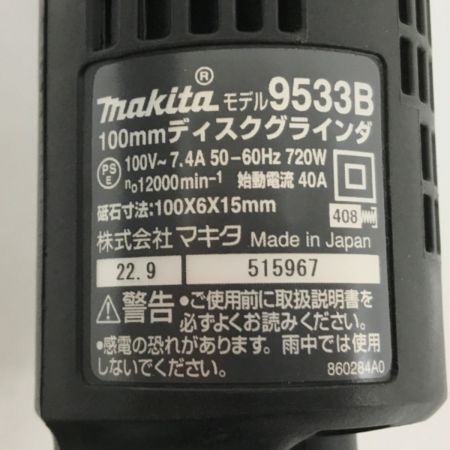 makita® モデル 9533B
100mmディスクグラインダ
PS E 100V~ 7.4A 50-60Hz 720W
n₀12000min⁻¹ 始動電流 40A
砥石寸法:100X6X15mm 408
株式会社 マキタ Made in Japan
22.9 515967
⚠警告 •ご使用前に取扱説明書を
必ずよくお読みください。
•感電の恐れがあります。雨中では使用
しないでください。 860284A0